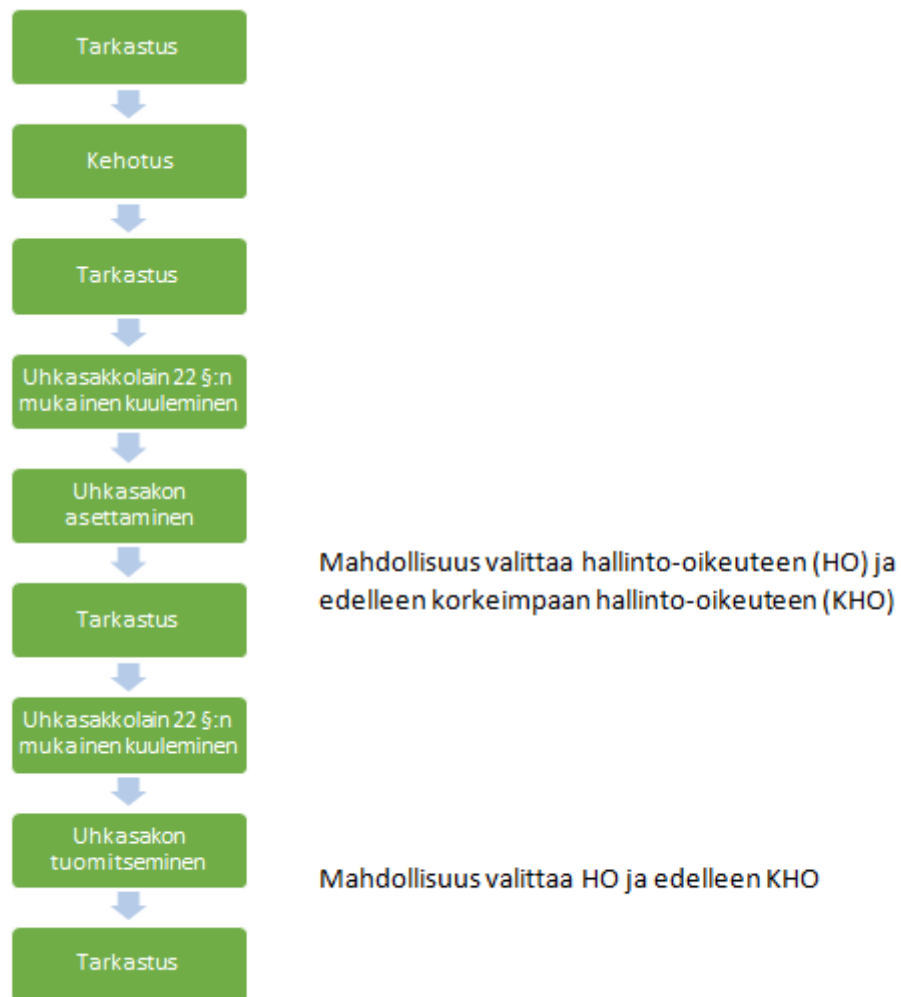 Tarkastus
Kehotus
Tarkastus
Uhkasakkolain 22 §:n
mukainen kuuleminen
Uhkasakon
asettaminen
Mahdollisuus valittaa hallinto-oikeuteen (HO) ja
edelleen korkeimpaan hallinto-oikeuteen (KHO)
Tarkastus
Uhkasakkolain 22 §:n
mukainen kuuleminen
Uhkasakon
tuomitseminen
Mahdollisuus valittaa HO ja edelleen KHO
Tarkastus